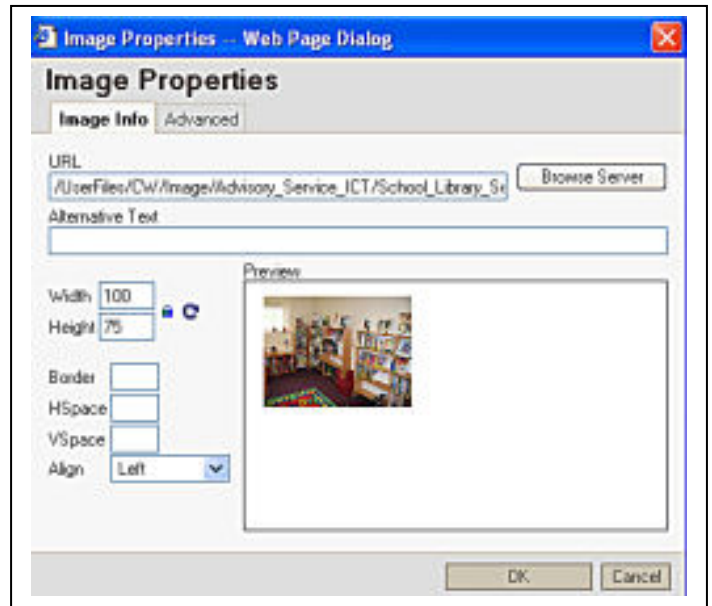 Image Properties -- Web Page Dialog
Image Properties
Image Info Advanced
URL
/UserFiles/CW/Image/Advisory_Service_ICT/School_Library_Se
Browse Server
Alternative Text
Preview
Width 100
Height 75
Border
HSpace
VSpace
Align Left
OK Cancel